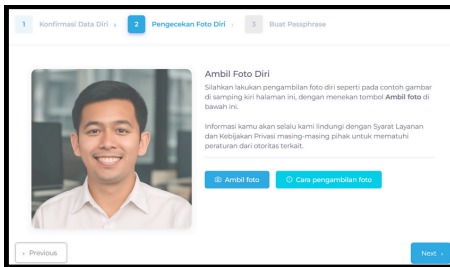 1 Konfirmasi Data Diri › 2 Pengecekan Foto Diri › 3 Buat Passphrase
Ambil Foto Diri
Silahkan lakukan pengambilan foto diri seperti pada contoh gambar
di samping kiri halaman ini, dengan menekan tombol Ambil foto di
bawah ini.
Informasi kamu akan selalu kami lindungi dengan Syarat Layanan
dan Kebijakan Privasi masing-masing pihak untuk mematuhi
peraturan dari otoritas terkait.
Ambil foto Cara pengambilan foto
‹ Previous Next ›